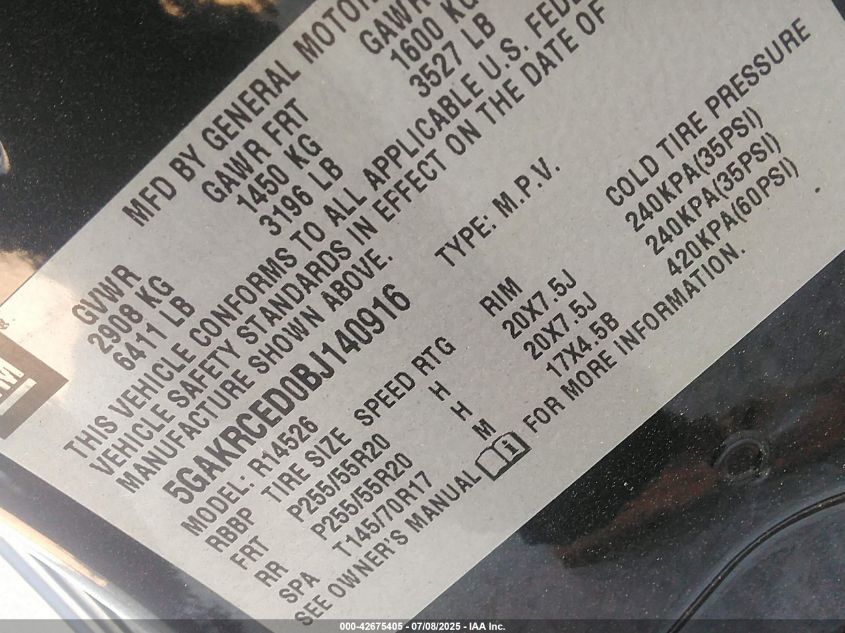 MFD BY GENERAL MOTO
GVWR GAWR FRT GAWR
2908 KG 1450 KG 1600 KG
6411 LB 3196 LB 3527 LB
THIS VEHICLE CONFORMS TO ALL APPLICABLE U.S. FEDE
VEHICLE SAFETY STANDARDS IN EFFECT ON THE DATE OF
MANUFACTURE SHOWN ABOVE.
5GAKRCED0BJ140916 TYPE: M.P.V.
MODEL: R14526
RBBP TIRE SIZE SPEED RTG RIM COLD TIRE PRESSURE
FRT P255/55R20 H 20X7.5J 240KPA(35PSI)
RR P255/55R20 H 20X7.5J 240KPA(35PSI)
SPA T145/70R17 M 17X4.5B 420KPA(60PSI)
SEE OWNER'S MANUAL i FOR MORE INFORMATION.
000-42675405 - 07/08/2025 - IAA Inc.